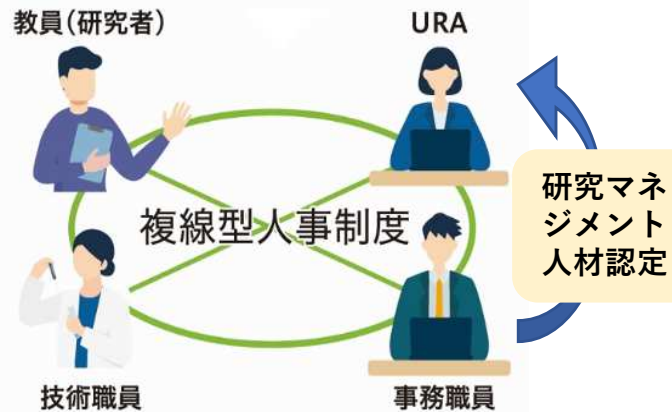 教員(研究者)
URA
複線型人事制度
研究マネ
ジメント
人材認定
技術職員
事務職員